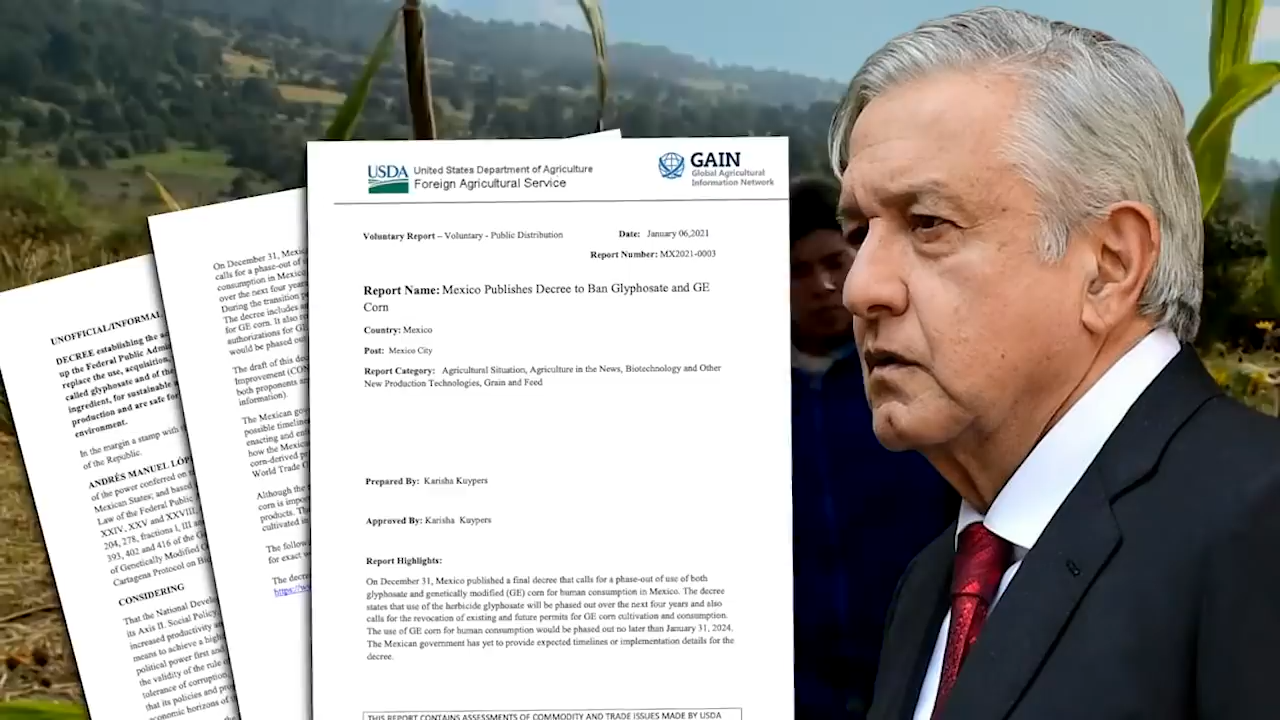 USDA United States Department of Agriculture
Foreign Agricultural Service
GAIN
Global Agricultural
Information Network
Voluntary Report – Voluntary - Public Distribution
Date: January 06,2021
Report Number: MX2021-0003
Report Name: Mexico Publishes Decree to Ban Glyphosate and GE
Corn
Country: Mexico
Post: Mexico City
Report Category: Agricultural Situation, Agriculture in the News, Biotechnology and Other
New Production Technologies, Grain and Feed
Prepared By: Karisha Kuypers
Approved By: Karisha Kuypers
Report Highlights:
On December 31, Mexico published a final decree that calls for a phase-out of use of both
glyphosate and genetically modified (GE) corn for human consumption in Mexico. The decree
states that use of the herbicide glyphosate will be phased out over the next four years and also
calls for the revocation of existing and future permits for GE corn cultivation and consumption.
The use of GE corn for human consumption would be phased out no later than January 31, 2024.
The Mexican government has yet to provide expected timelines or implementation details for the
decree.
THIS REPORT CONTAINS ASSESSMENTS OF COMMODITY AND TRADE ISSUES MADE BY USDA
On December 31, Mexic
calls for a phase-out of
consumption in Mexico
over the next four years
During the transition p
The decree includes a
for GE corn. It also r
authorizations for G
would be phased ou
The draft of this dec
Improvement (CON
both proponents an
information).
The Mexican gov
possible timeline
enacting and en
how the Mexica
corn-derived p
World Trade O
Although the
corn is impor
products. Th
cultivated in
The follow
for exact w
The decre
https://w
UNOFFICIAL/INFORMAL
DECREE establishing the a
up the Federal Public Admi
replace the use, acquisition,
called glyphosate and of the
ingredient, for sustainable a
production and are safe for
environment.
In the margin a stamp with
of the Republic.
ANDRÉS MANUEL LÓP
of the power conferred on
Mexican States; and based
Law of the Federal Public
XXIV, XXV and XXVIII,
204, 278, fractions I, III an
393, 402 and 416 of the G
of Genetically Modified O
Cartagena Protocol on Bio
CONSIDERING
That the National Develo
its Axis II. Social Policy
increased productivity a
means to achieve a high
political power first and
the validity of the rule
tolerance of corruption,
that its policies and pr
economic horizons of